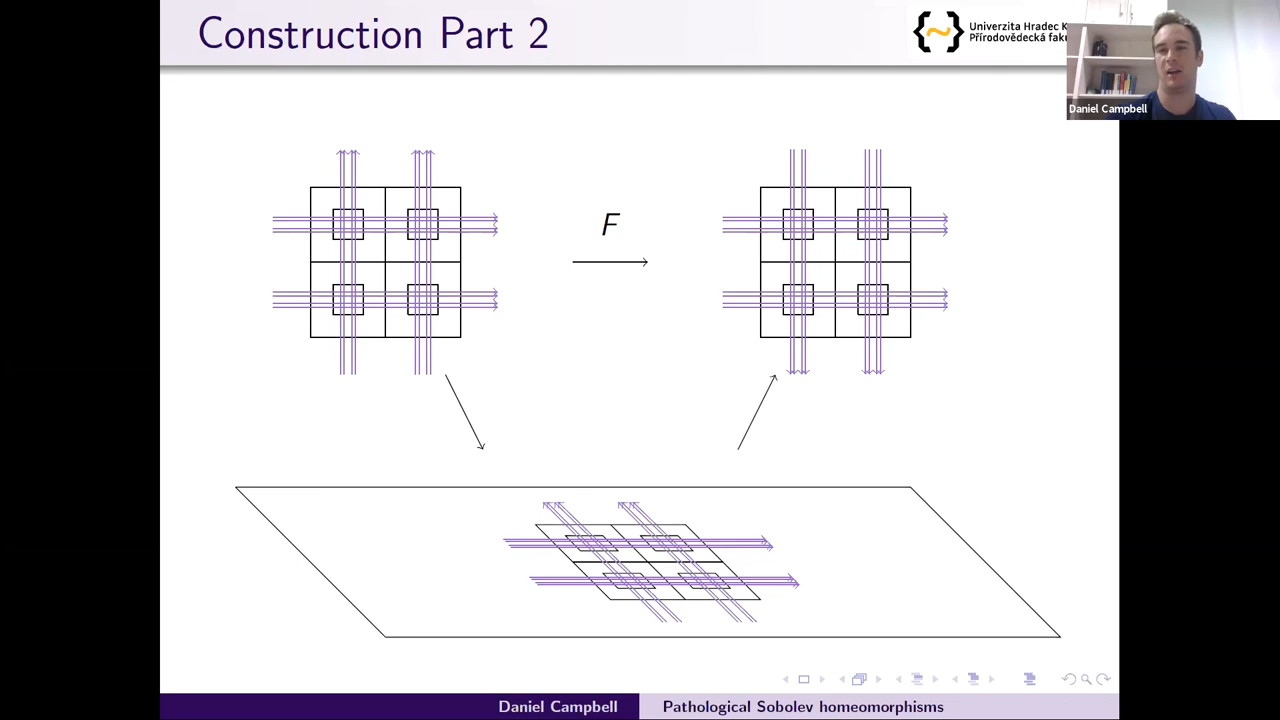 Construction Part 2
Univerzita Hradec K
Přírodovědecká fak
Daniel Campbell
F
Daniel Campbell
Pathological Sobolev homeomorphisms